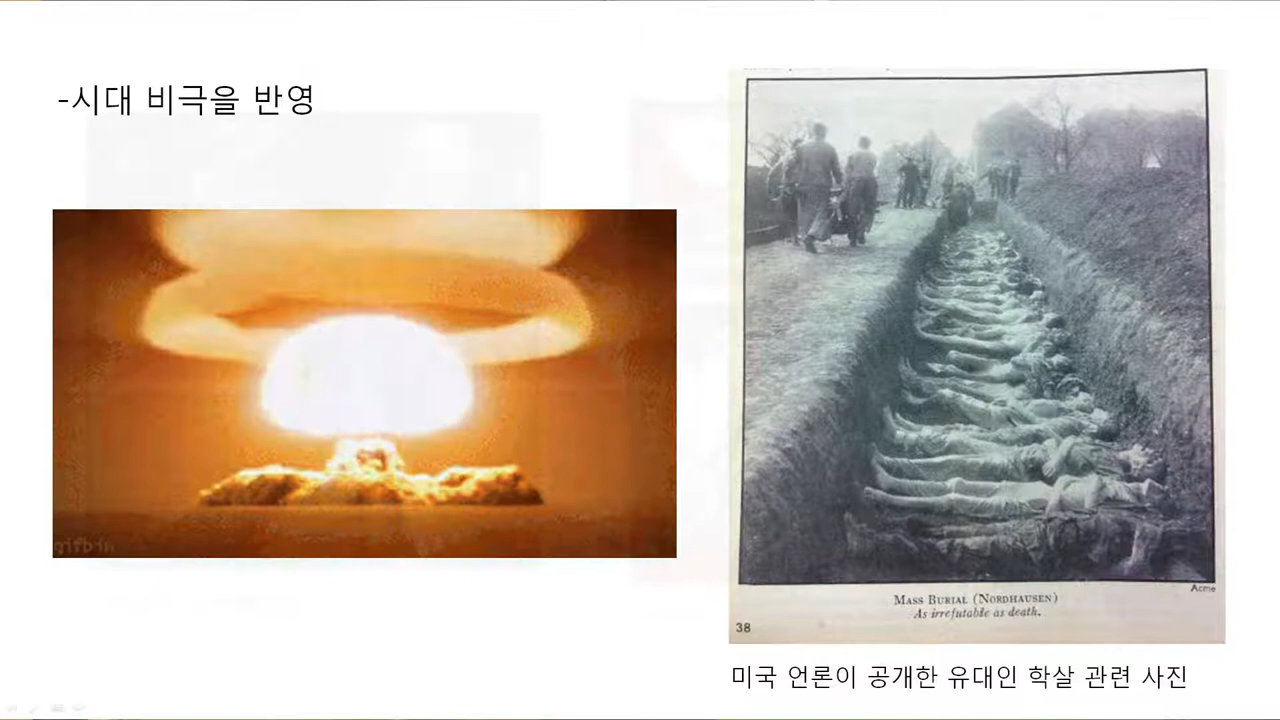 -시대 비극을 반영
gifbin
Acme
MASS BURIAL (NORDHAUSEN)
As irrefutable as death.
38
미국 언론이 공개한 유대인 학살 관련 사진